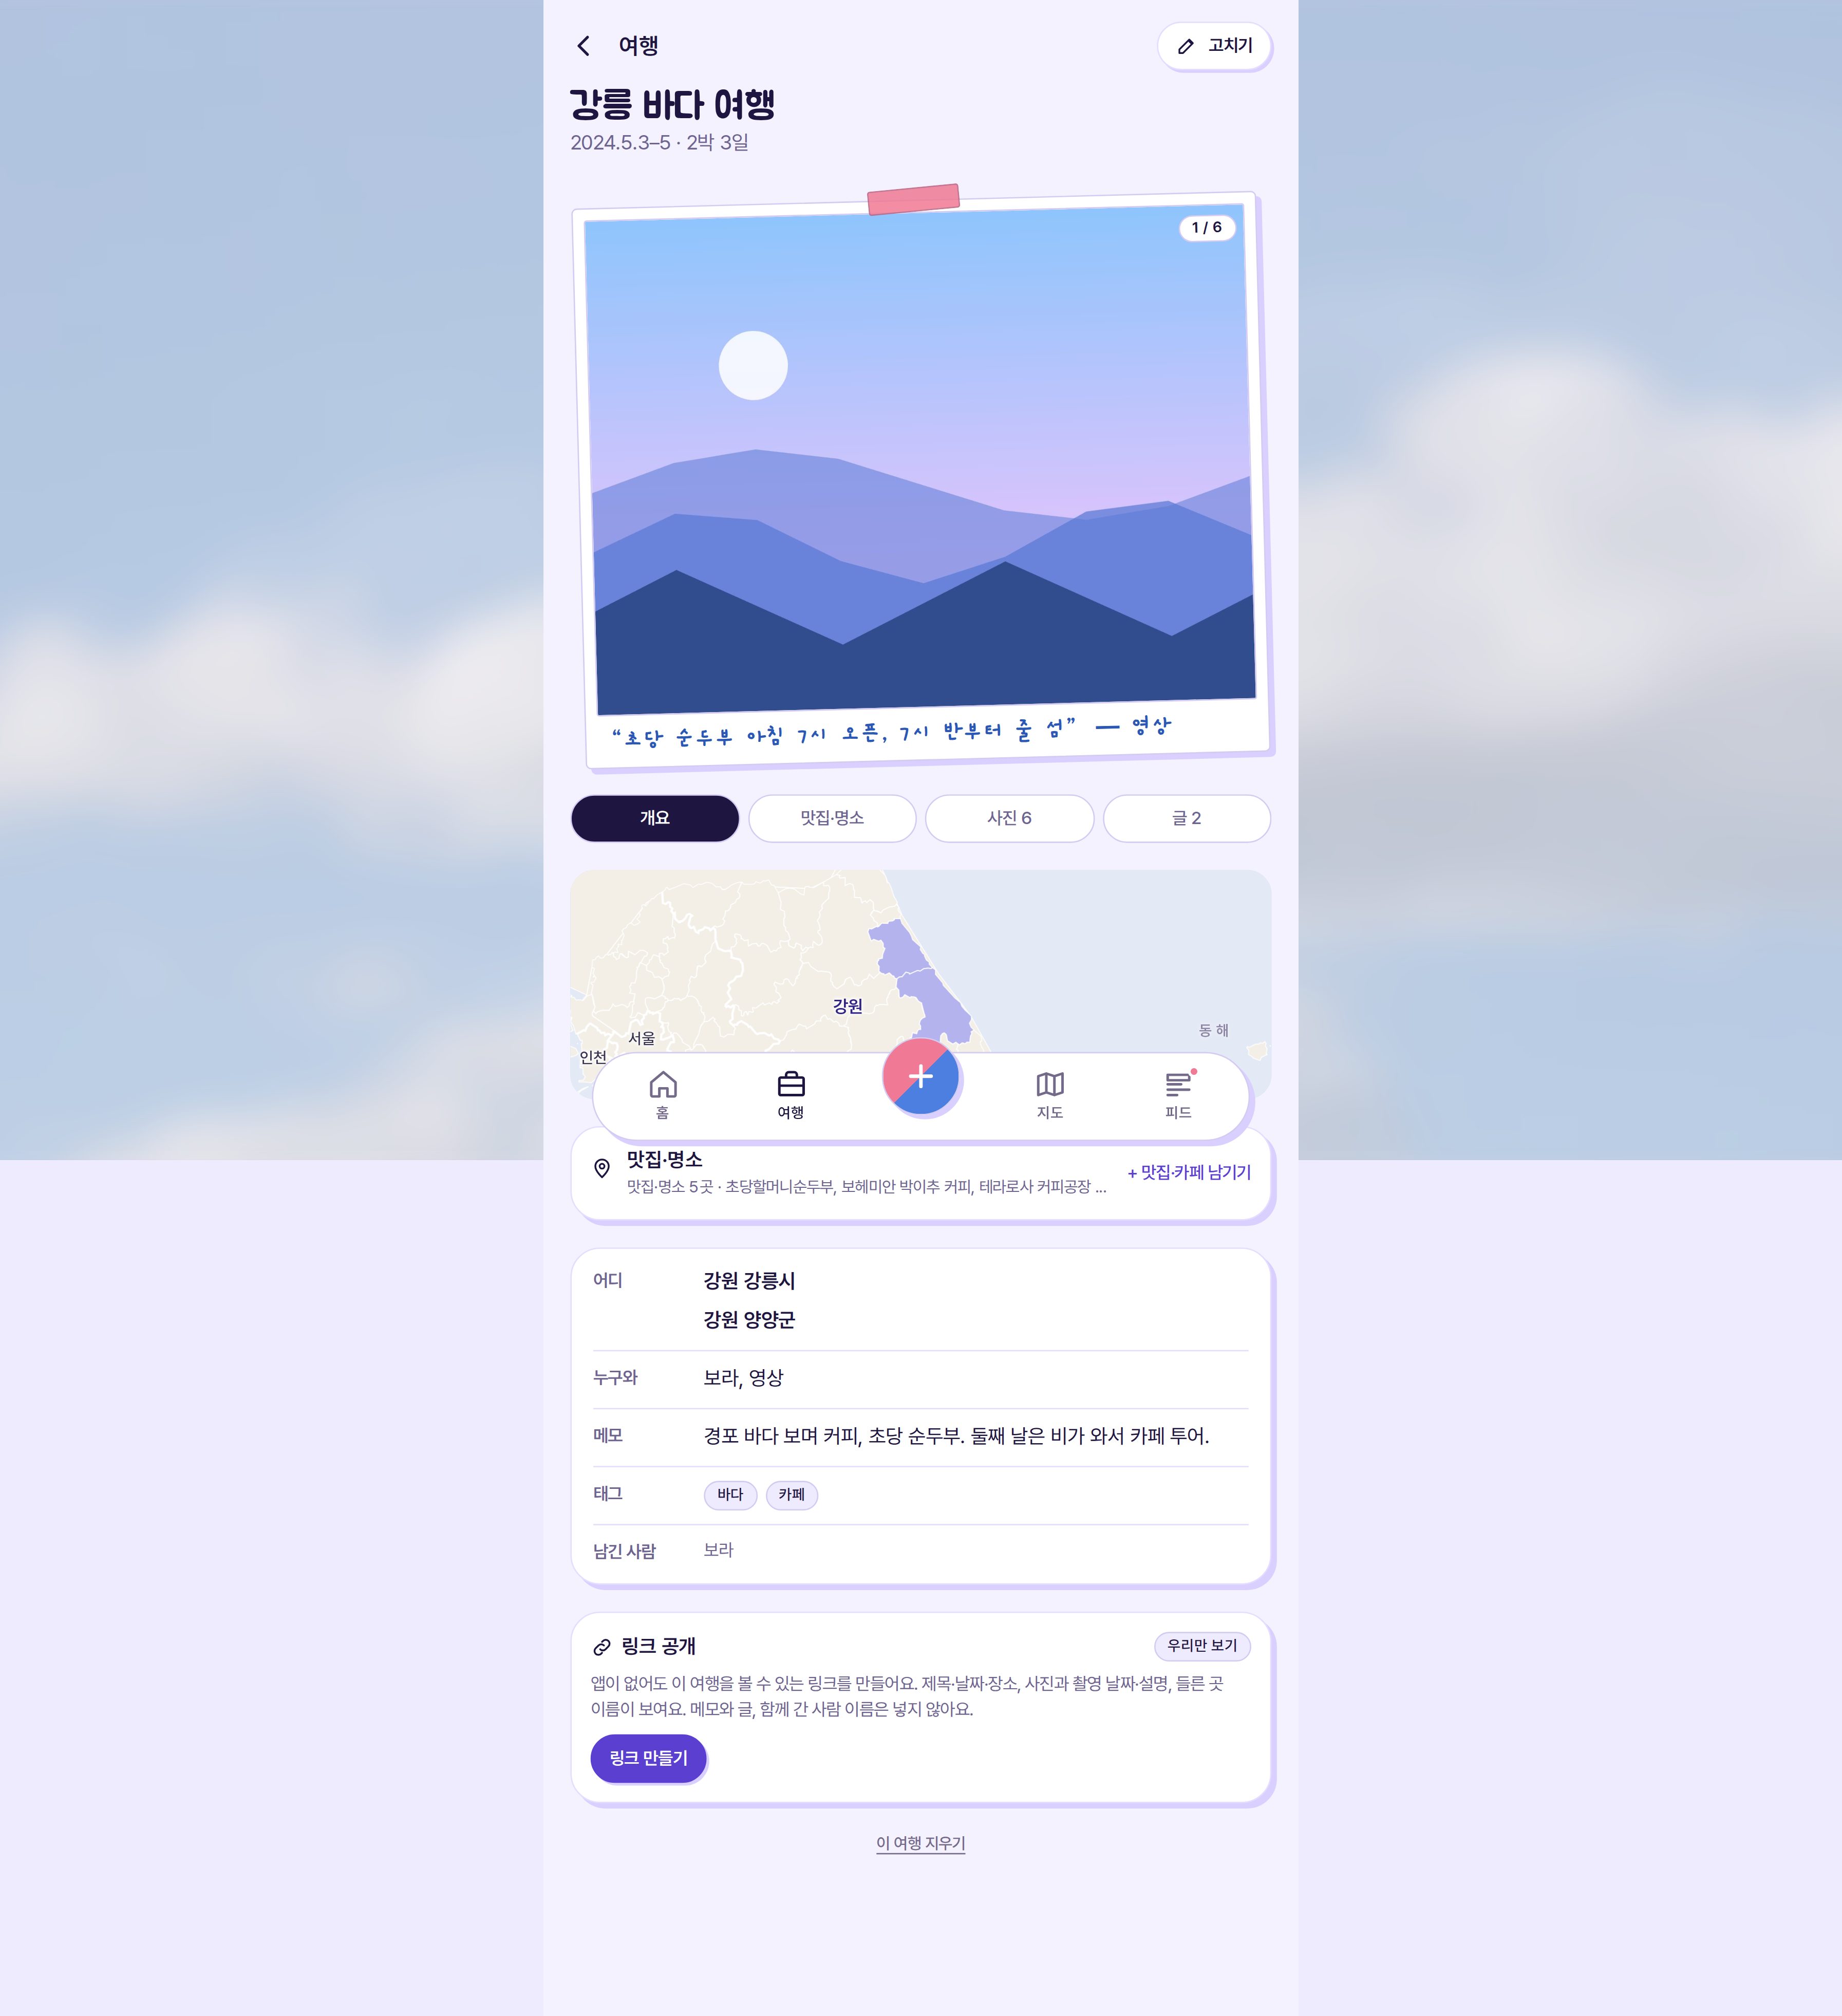 여행
고치기
강릉 바다 여행
2024.5.3–5 · 2박 3일
1 / 6
“초당 순두부 아침 7시 오픈, 7시 반부터 줄 섬” — 영상
개요
맛집·명소
사진 6
글 2
강원
동 해
서울
인천
홈
여행
지도
피드
맛집·명소
맛집·명소 5곳 · 초당할머니순두부, 보헤미안 박이추 커피, 테라로사 커피공장 ...
+ 맛집·카페 남기기
어디
강원 강릉시
강원 양양군
누구와
보라, 영상
메모
경포 바다 보며 커피, 초당 순두부. 둘째 날은 비가 와서 카페 투어.
태그
바다
카페
남긴 사람
보라
링크 공개
우리만 보기
앱이 없어도 이 여행을 볼 수 있는 링크를 만들어요. 제목·날짜·장소, 사진과 촬영 날짜·설명, 들른 곳
이름이 보여요. 메모와 글, 함께 간 사람 이름은 넣지 않아요.
링크 만들기
이 여행 지우기